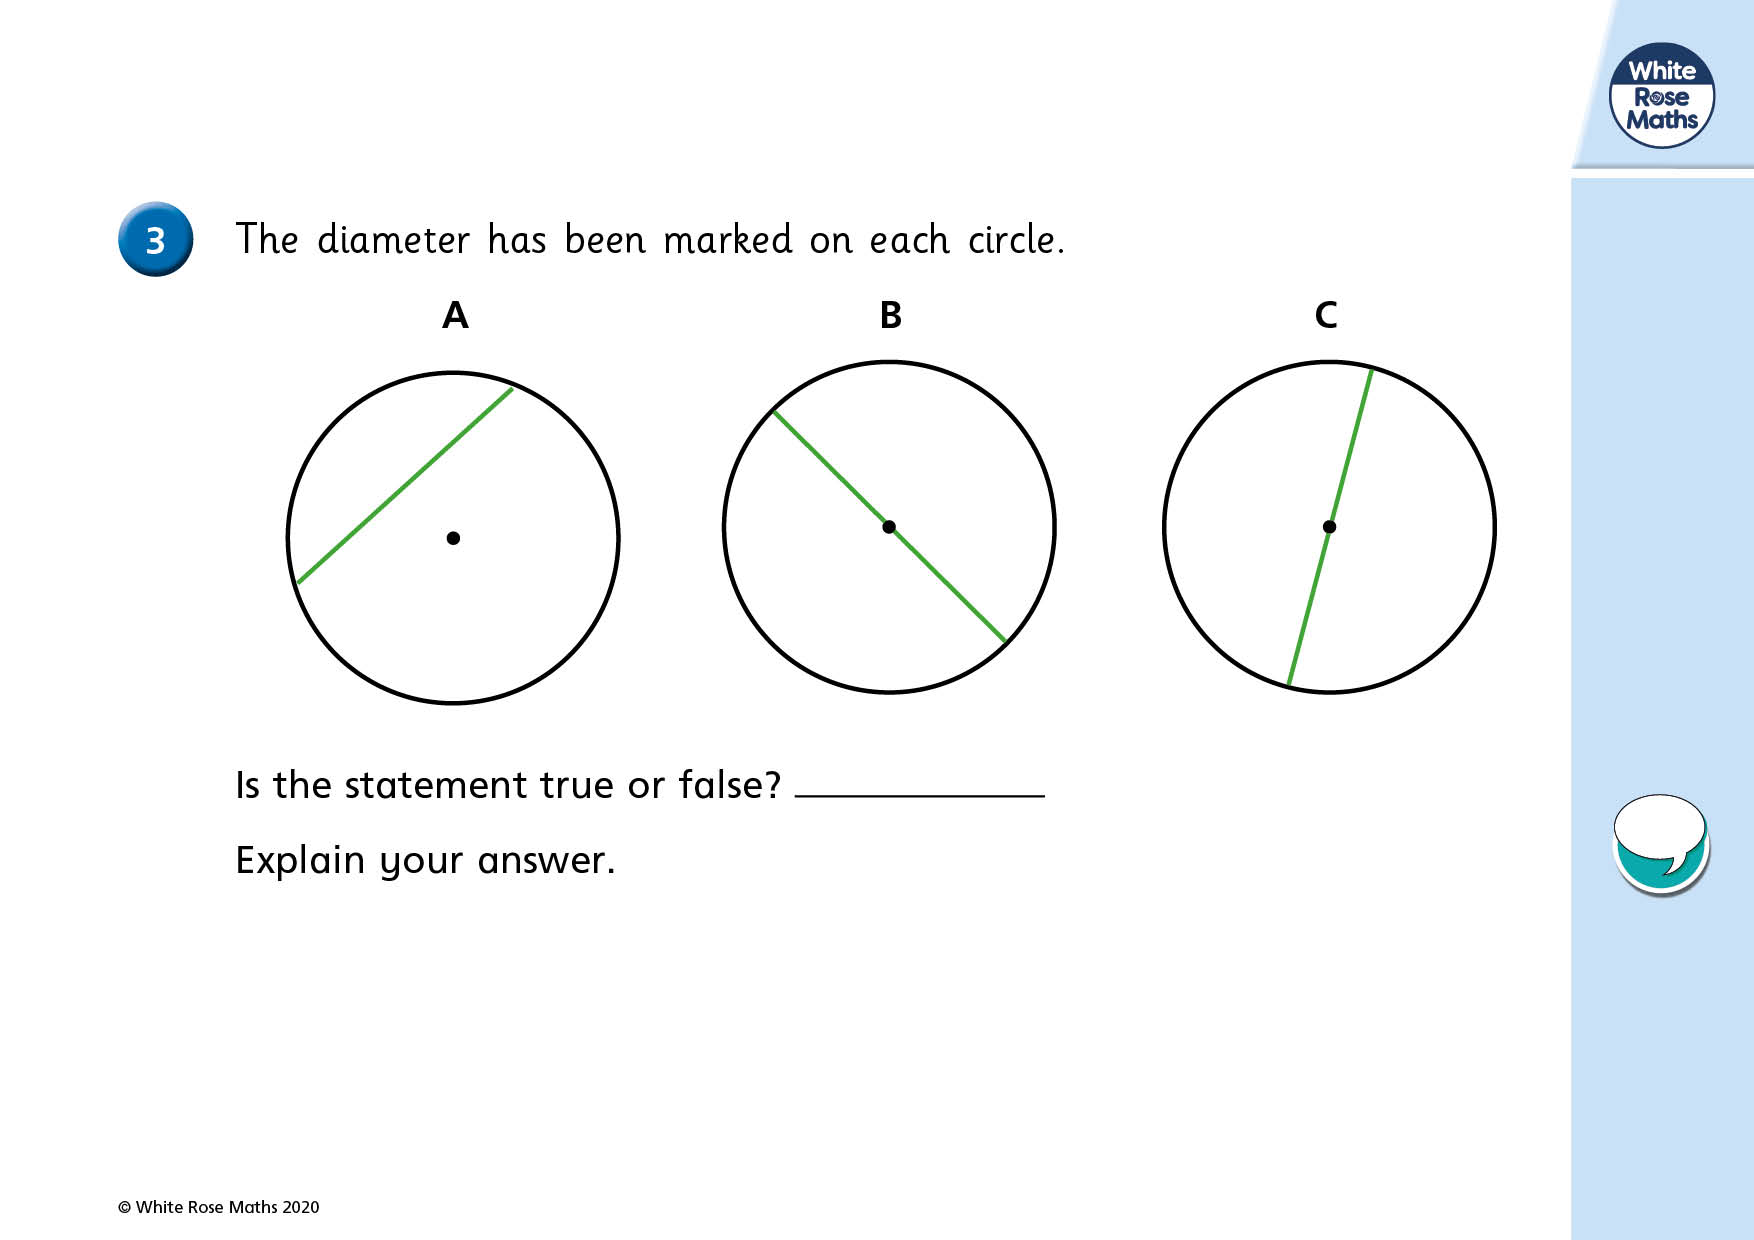 White
Rose
Maths
3 The diameter has been marked on each circle.
A B C
Is the statement true or false?
Explain your answer.
© White Rose Maths 2020